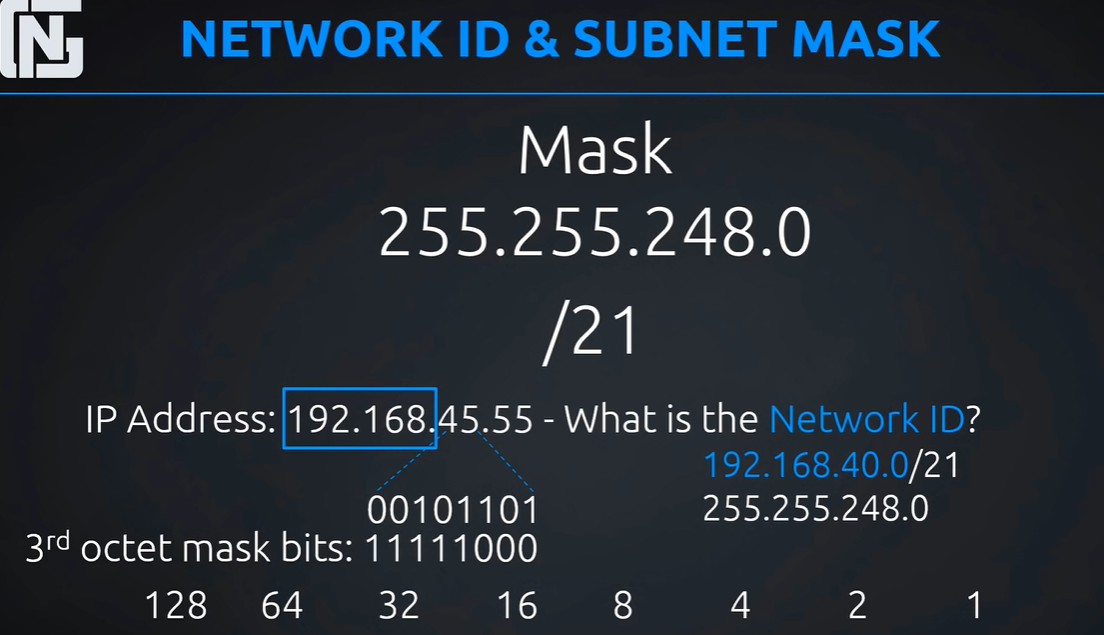 NG
NETWORK ID & SUBNET MASK
Mask
255.255.248.0
/21
IP Address: 192.168.45.55 - What is the Network ID?
192.168.40.0/21
00101101
255.255.248.0
3rd octet mask bits: 11111000
128 64 32 16 8 4 2 1